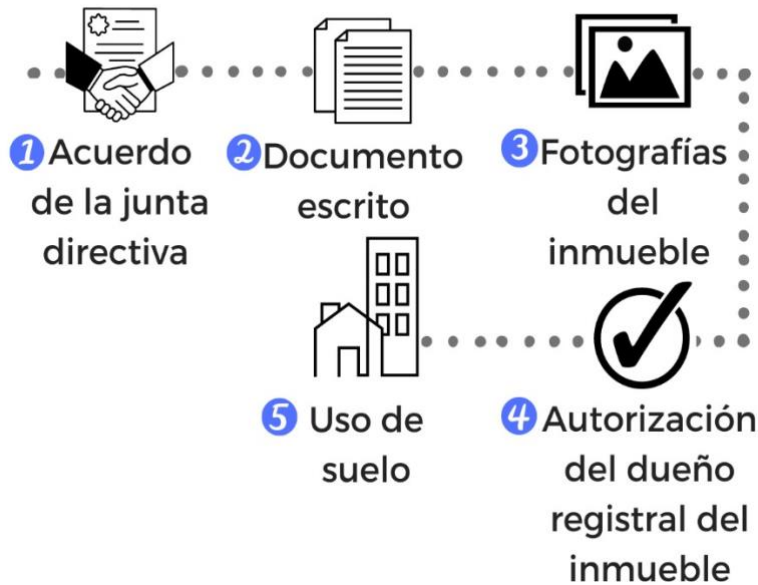 1 Acuerdo
de la junta
directiva
2 Documento
escrito
3 Fotografías
del
inmueble
4 Autorización
del dueño
registral del
inmueble
5 Uso de
suelo